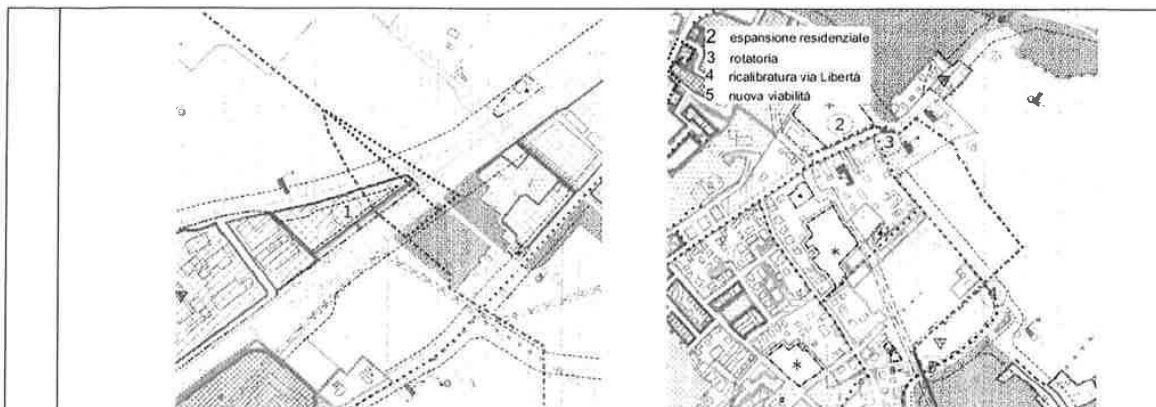 2 espansione residenziale
3 rotatoria
4 ricalibratura via Libertà
5 nuova viabilità
2
3
1